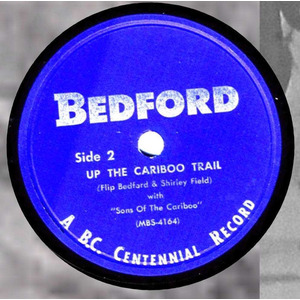 BEDFORD
Side 2
UP THE CARIBOO TRAIL
(Flip Bedfard & Shirley Field)
with
"Sons Of The Cariboo"
(MBS-4164)
A B.C. CENTENNIAL RECORD